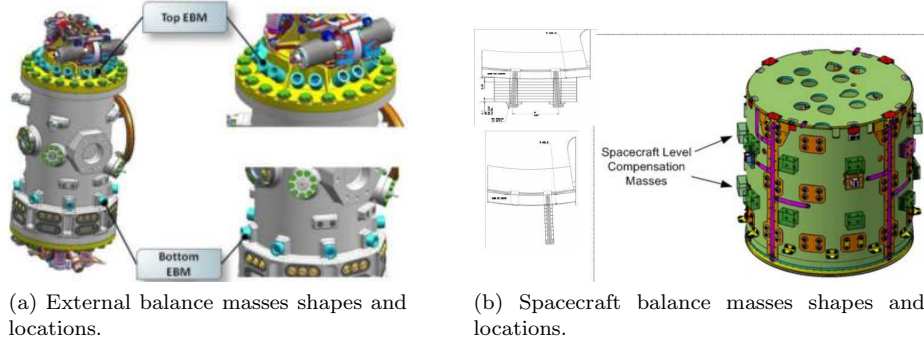 Top EBM
Bottom
EBM
Spacecraft Level
Compensation
Masses
(a) External balance masses shapes and
locations.
(b) Spacecraft balance masses shapes and
locations.